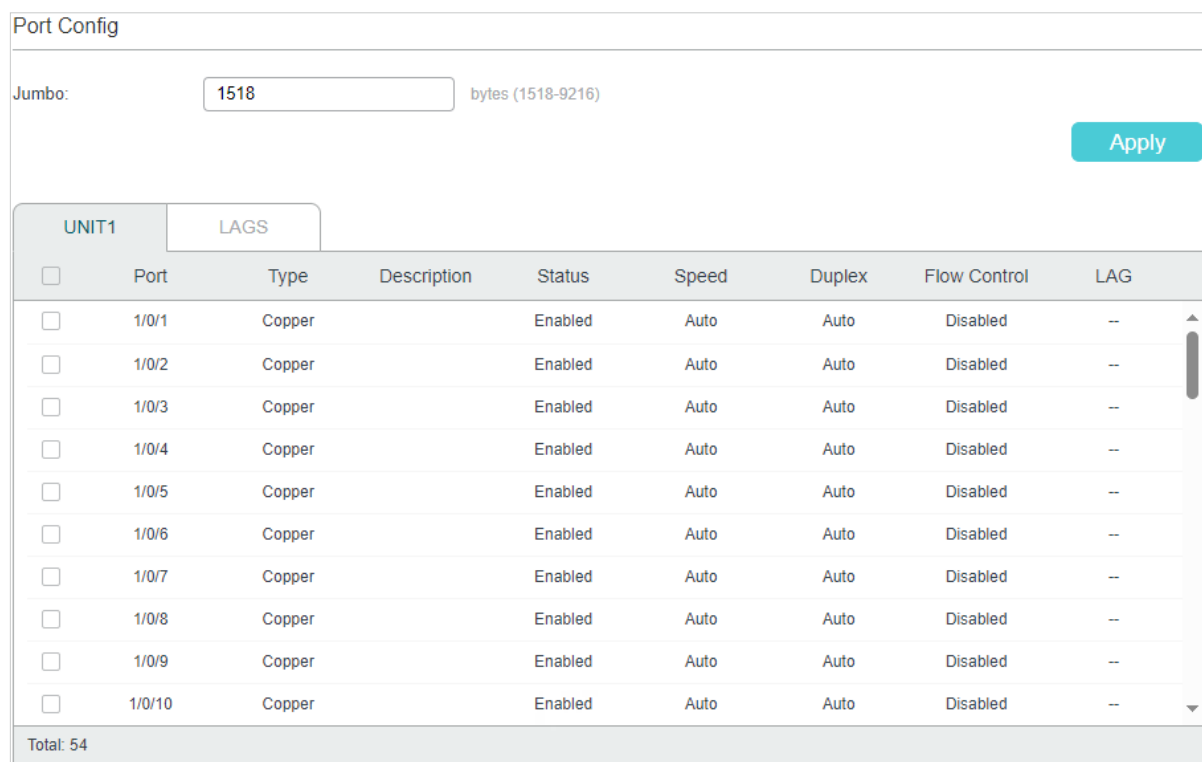 Port Config
Jumbo: 1518 bytes (1518-9216)
Apply
UNIT1 LAGS
Port Type Description Status Speed Duplex Flow Control LAG
1/0/1 Copper Enabled Auto Auto Disabled --
1/0/2 Copper Enabled Auto Auto Disabled --
1/0/3 Copper Enabled Auto Auto Disabled --
1/0/4 Copper Enabled Auto Auto Disabled --
1/0/5 Copper Enabled Auto Auto Disabled --
1/0/6 Copper Enabled Auto Auto Disabled --
1/0/7 Copper Enabled Auto Auto Disabled --
1/0/8 Copper Enabled Auto Auto Disabled --
1/0/9 Copper Enabled Auto Auto Disabled --
1/0/10 Copper Enabled Auto Auto Disabled --
Total: 54